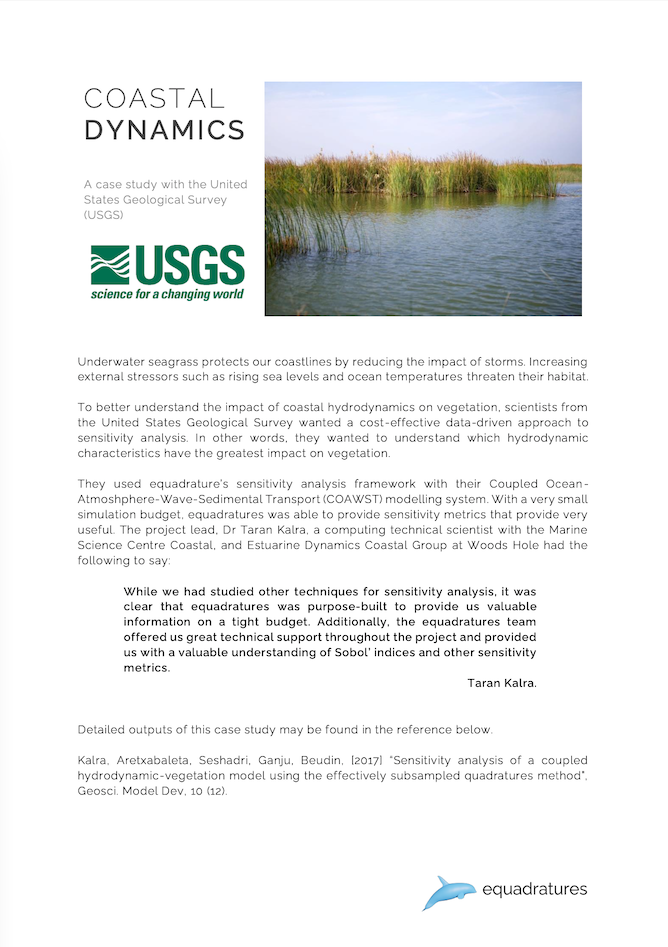 COASTAL
DYNAMICS
A case study with the United
States Geological Survey
(USGS)
USGS
science for a changing world
Underwater seagrass protects our coastlines by reducing the impact of storms. Increasing
external stressors such as rising sea levels and ocean temperatures threaten their habitat.
To better understand the impact of coastal hydrodynamics on vegetation, scientists from
the United States Geological Survey wanted a cost-effective data-driven approach to
sensitivity analysis. In other words, they wanted to understand which hydrodynamic
characteristics have the greatest impact on vegetation.
They used equadrature's sensitivity analysis framework with their Coupled Ocean-
Atmoshphere-Wave-Sedimental Transport (COAWST) modelling system. With a very small
simulation budget, equadratures was able to provide sensitivity metrics that provide very
useful. The project lead, Dr Taran Kalra, a computing technical scientist with the Marine
Science Centre Coastal, and Estuarine Dynamics Coastal Group at Woods Hole had the
following to say:
While we had studied other techniques for sensitivity analysis, it was
clear that equadratures was purpose-built to provide us valuable
information on a tight budget. Additionally, the equadratures team
offered us great technical support throughout the project and provided
us with a valuable understanding of Sobol' indices and other sensitivity
metrics.
Taran Kalra.
Detailed outputs of this case study may be found in the reference below.
Kalra, Aretxabaleta, Seshadri, Ganju, Beudin, [2017] "Sensitivity analysis of a coupled
hydrodynamic-vegetation model using the effectively subsampled quadratures method",
Geosci. Model Dev, 10 (12).
equadratures